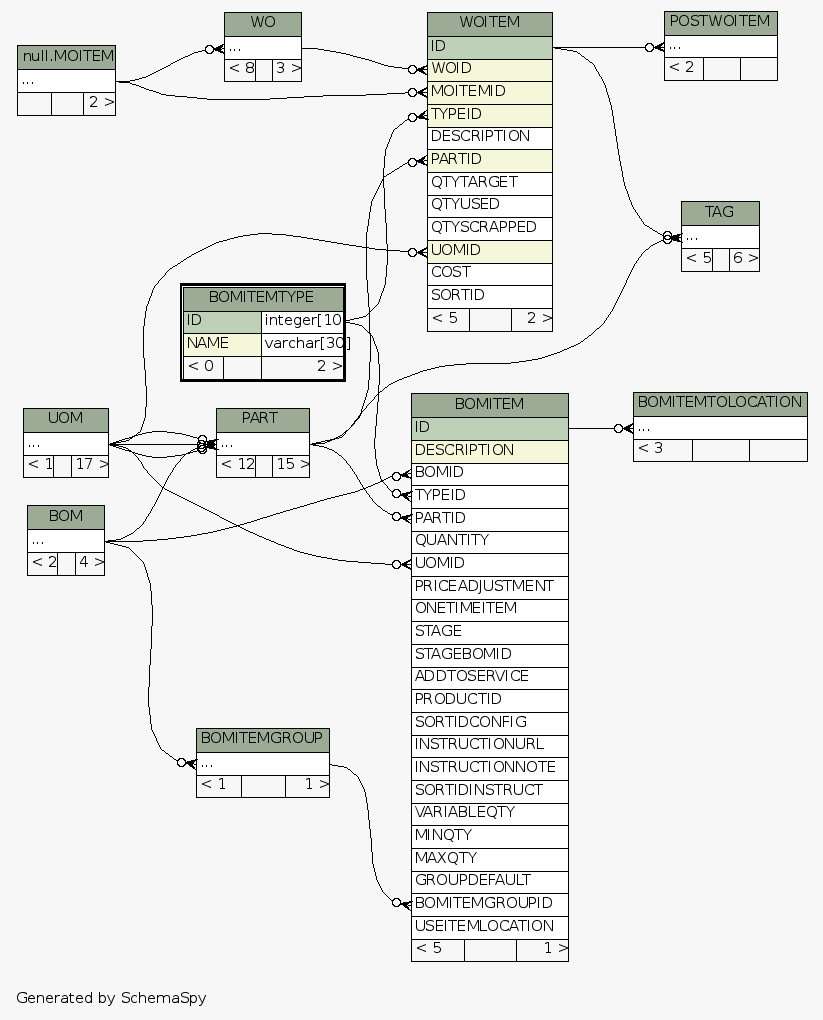 WO
...
< 8 3 >
null.MOITEM
...
2 >
WOITEM
ID
WOID
MOITEMID
TYPEID
DESCRIPTION
PARTID
QTYTARGET
QTYUSED
QTYSCRAPPED
UOMID
COST
SORTID
< 5 2 >
POSTWOITEM
...
< 2
TAG
...
< 5 6 >
BOMITEMTYPE
ID integer[10]
NAME varchar[30]
< 0 2 >
UOM
...
< 1 17 >
PART
...
< 12 15 >
BOM
...
< 2 4 >
BOMITEM
ID
DESCRIPTION
BOMID
TYPEID
PARTID
QUANTITY
UOMID
PRICEADJUSTMENT
ONETIMEITEM
STAGE
STAGEBOMID
ADDTOSERVICE
PRODUCTID
SORTIDCONFIG
INSTRUCTIONURL
INSTRUCTIONNOTE
SORTIDINSTRUCT
VARIABLEQTY
MINQTY
MAXQTY
GROUPDEFAULT
BOMITEMGROUPID
USEITEMLOCATION
< 5 1 >
BOMITEMTOLOCATION
...
< 3
BOMITEMGROUP
...
< 1 1 >
Generated by SchemaSpy